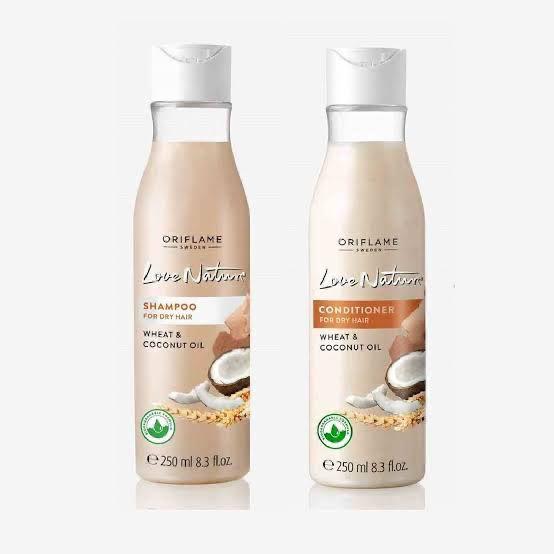 ORIFLAME
SWEDEN
Love Nature
SHAMPOO
FOR DRY HAIR
WHEAT &
COCONUT OIL
℮ 250 ml 8.3 fl.oz.
ORIFLAME
SWEDEN
Love Nature
CONDITIONER
FOR DRY HAIR
WHEAT &
COCONUT OIL
℮ 250 ml 8.3 fl.oz.